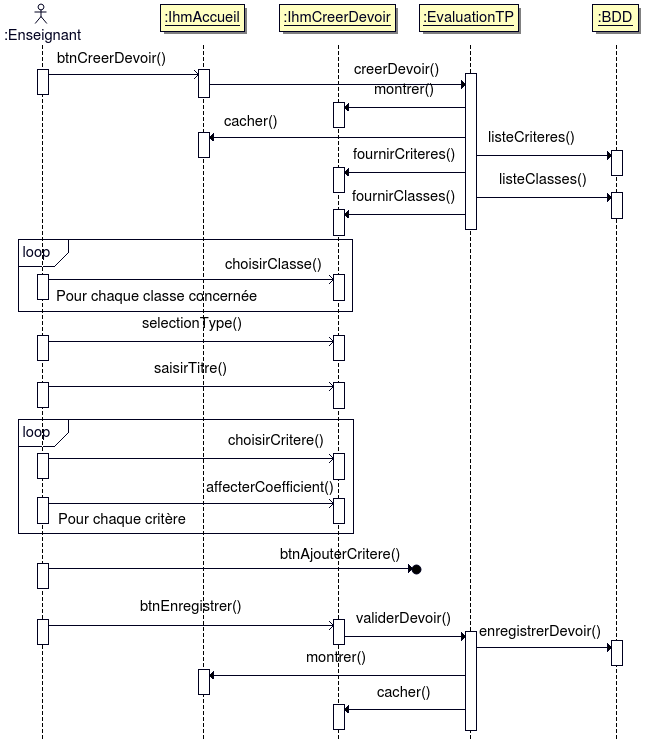 :Enseignant
:IhmAccueil
:IhmCreerDevoir
:EvaluationTP
:BDD
btnCreerDevoir()
creerDevoir()
montrer()
cacher()
listeCriteres()
fournirCriteres()
listeClasses()
fournirClasses()
loop
choisirClasse()
Pour chaque classe concernée
selectionType()
saisirTitre()
loop
choisirCritere()
affecterCoefficient()
Pour chaque critère
btnAjouterCritere()
btnEnregistrer()
validerDevoir()
enregistrerDevoir()
montrer()
cacher()